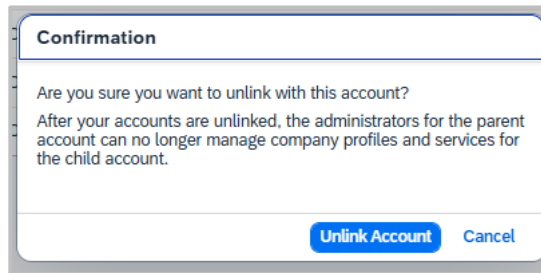 Confirmation
Are you sure you want to unlink with this account?
After your accounts are unlinked, the administrators for the parent
account can no longer manage company profiles and services for
the child account.
Unlink Account Cancel